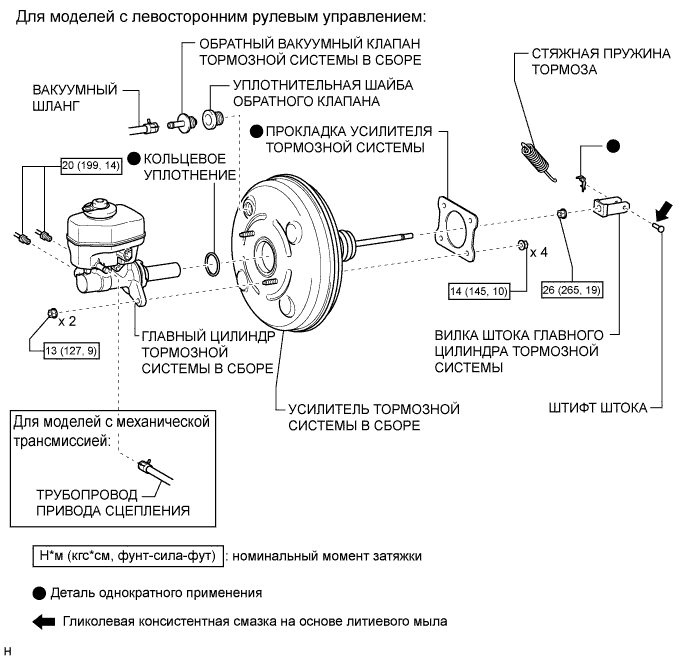 Для моделей с левосторонним рулевым управлением:
ОБРАТНЫЙ ВАКУУМНЫЙ КЛАПАН
ТОРМОЗНОЙ СИСТЕМЫ В СБОРЕ
СТЯЖНАЯ ПРУЖИНА
ТОРМОЗА
ВАКУУМНЫЙ
ШЛАНГ
УПЛОТНИТЕЛЬНАЯ ШАЙБА
ОБРАТНОГО КЛАПАНА
ПРОКЛАДКА УСИЛИТЕЛЯ
ТОРМОЗНОЙ СИСТЕМЫ
КОЛЬЦЕВОЕ
УПЛОТНЕНИЕ
20 (199, 14)
x 4
14 (145, 10)
26 (265, 19)
x 2
13 (127, 9)
ГЛАВНЫЙ ЦИЛИНДР
ТОРМОЗНОЙ
СИСТЕМЫ В СБОРЕ
ВИЛКА ШТОКА ГЛАВНОГО
ЦИЛИНДРА ТОРМОЗНОЙ
СИСТЕМЫ
УСИЛИТЕЛЬ ТОРМОЗНОЙ
СИСТЕМЫ В СБОРЕ
ШТИФТ ШТОКА
Для моделей с механической
трансмиссией:
ТРУБОПРОВОД
ПРИВОДА СЦЕПЛЕНИЯ
Н*м (кгс*см, фунт-сила-фут) : номинальный момент затяжки
Деталь однократного применения
Гликолевая консистентная смазка на основе литиевого мыла
H